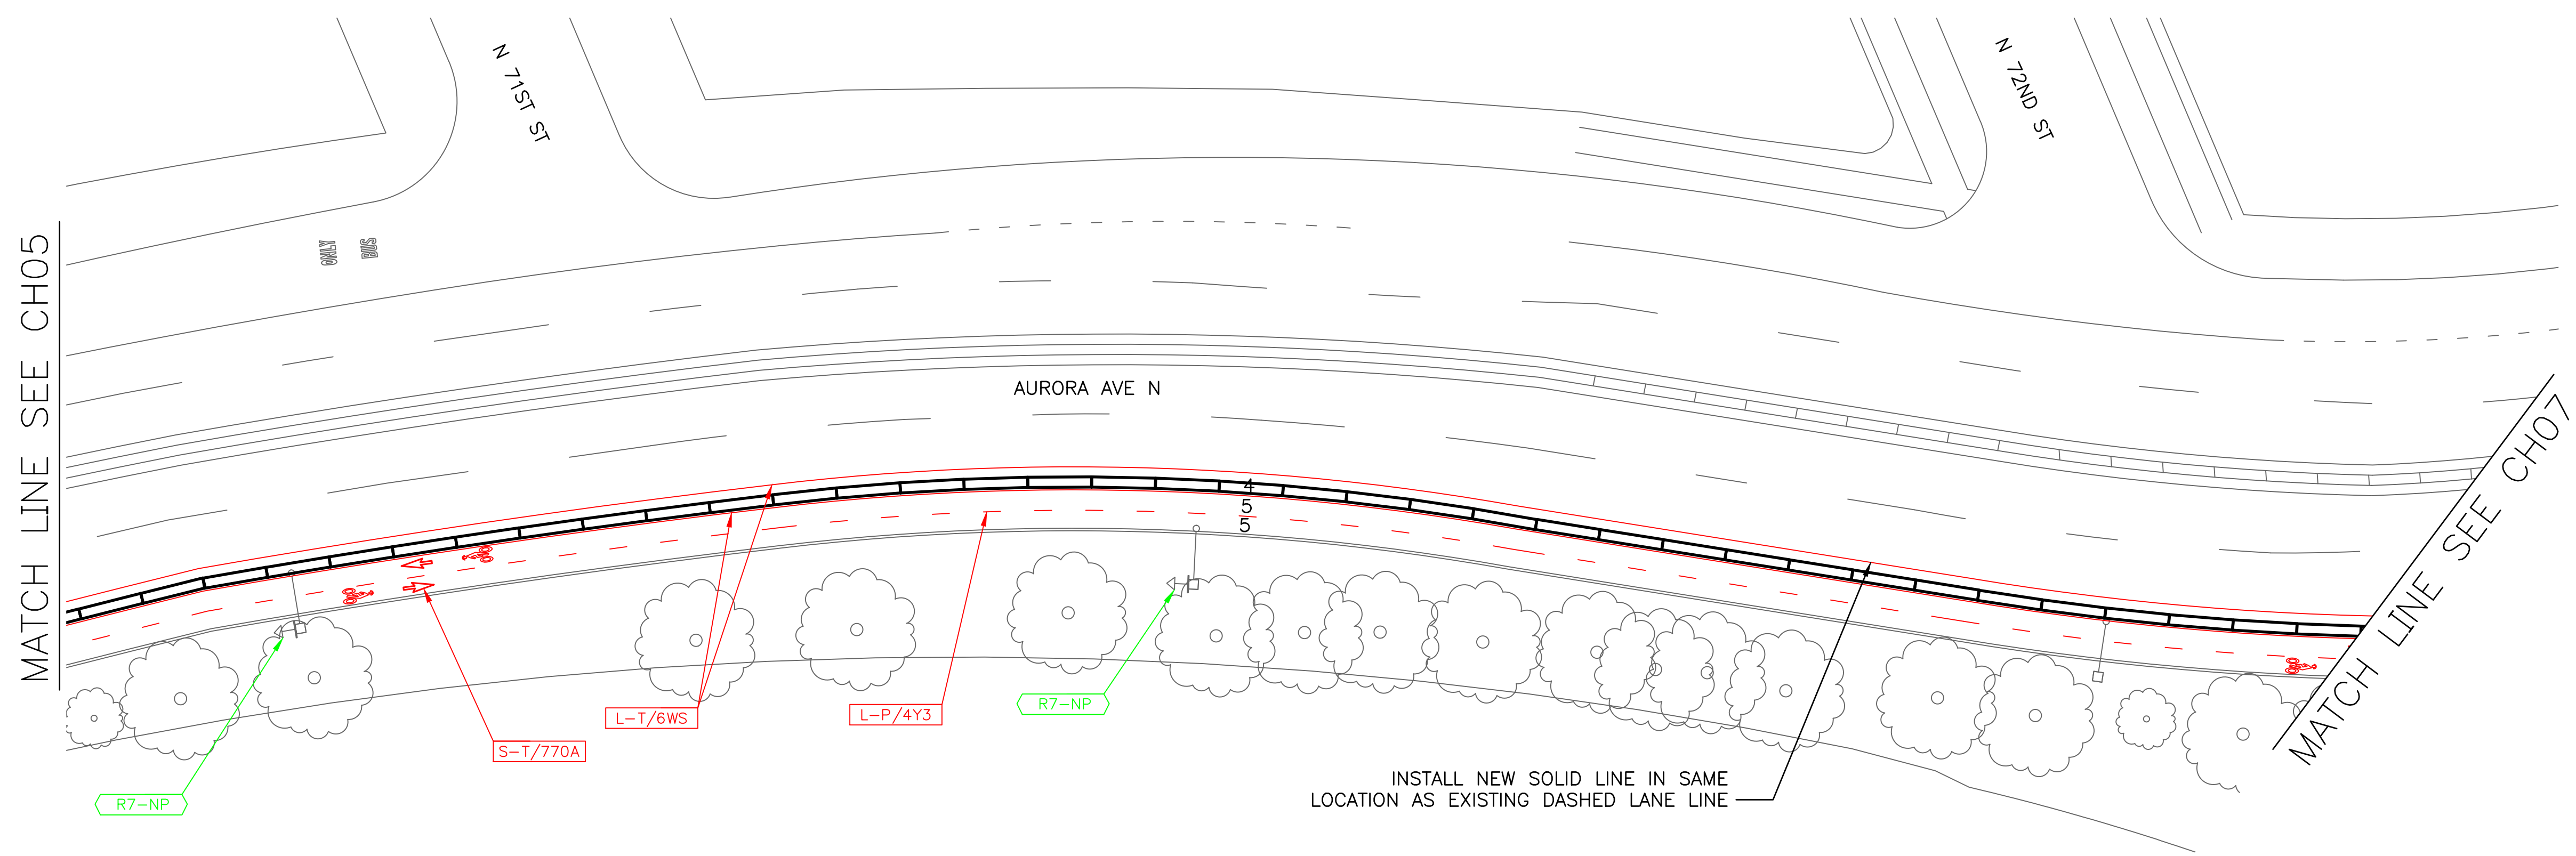 N 71ST ST
N 72ND ST
MATCH LINE SEE CH05
ONLY
BUS
AURORA AVE N
4
5
5
MATCH LINE SEE CH07
R7-NP
L-T/6WS
L-P/4Y3
S-T/770A
R7-NP
INSTALL NEW SOLID LINE IN SAME
LOCATION AS EXISTING DASHED LANE LINE